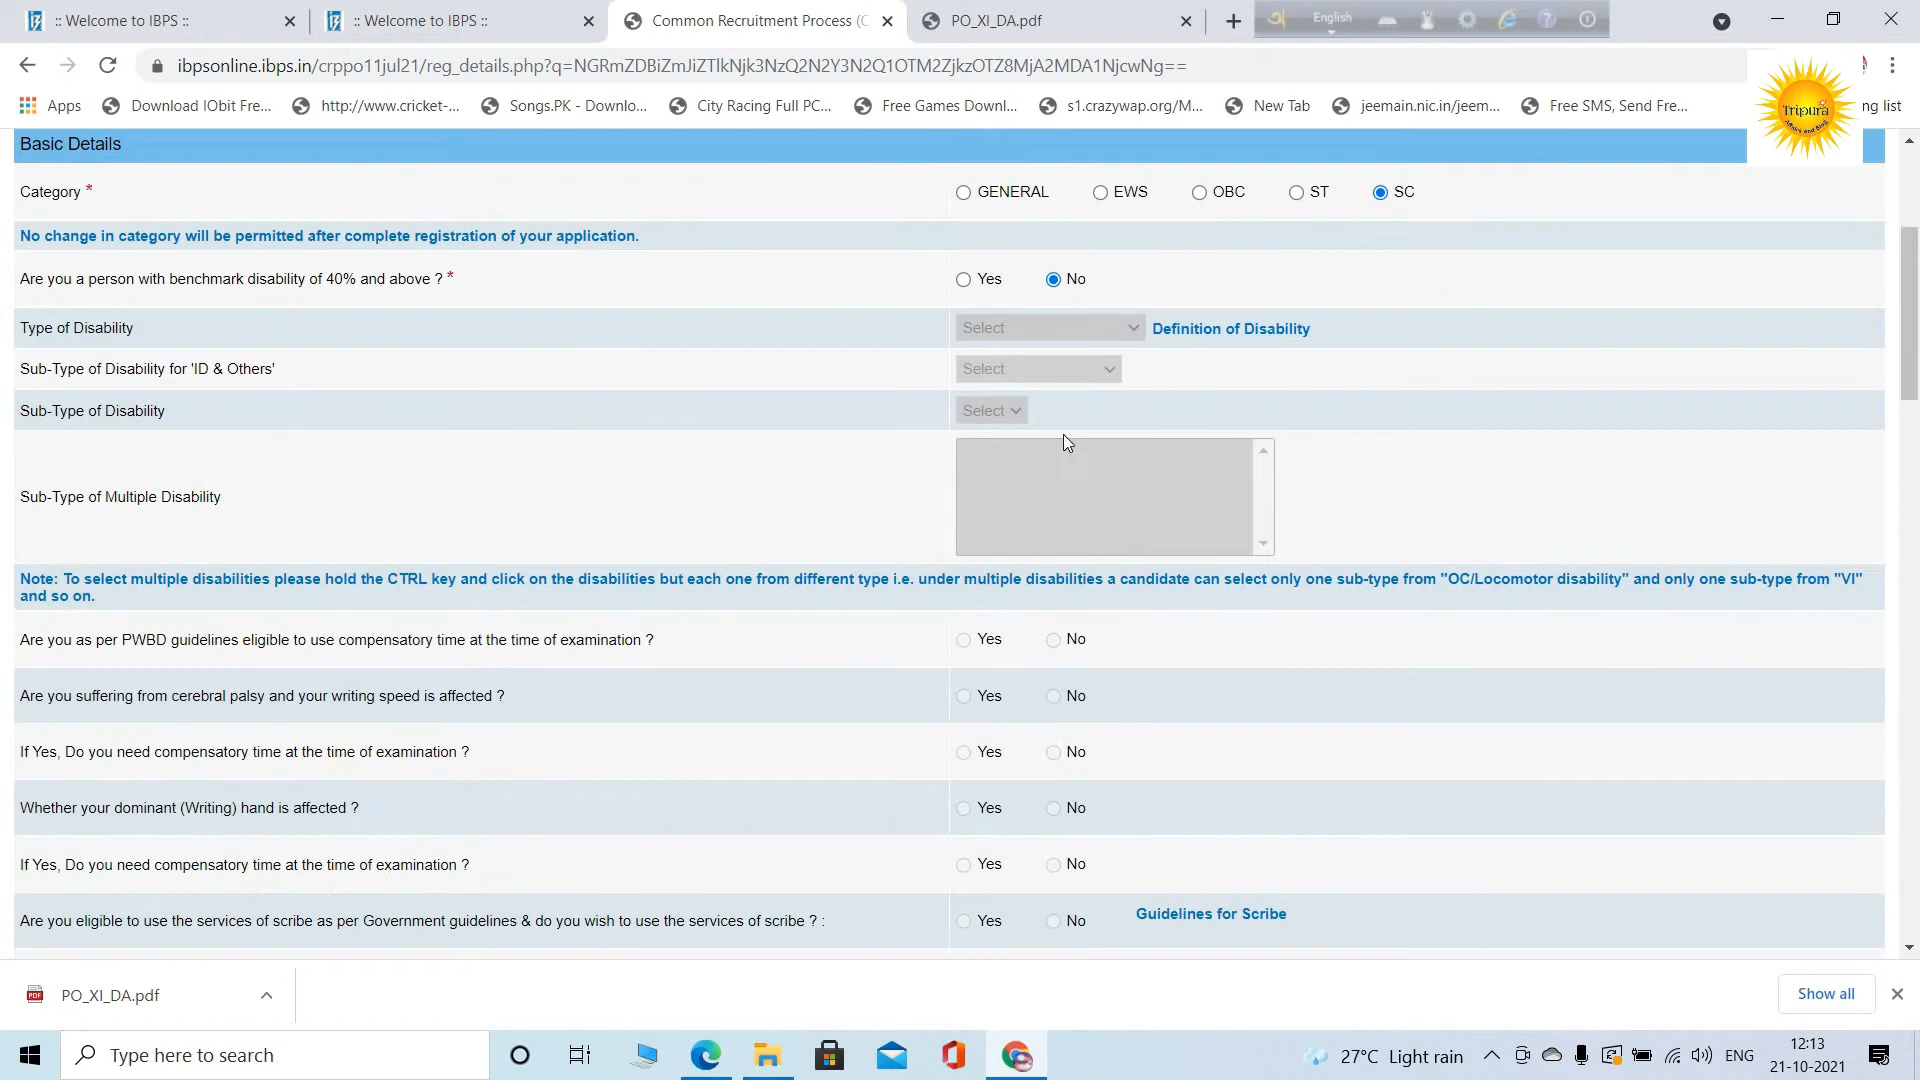 :: Welcome to IBPS ::
:: Welcome to IBPS ::
Common Recruitment Process (C
PO_XI_DA.pdf
English
ibpsonline.ibps.in/crppo11jul21/reg_details.php?q=NGRmZDBiZmJiZTlkNjk3NzQ2N2Y3N2Q1OTM2ZjkzOTZ8MjA2MDA1NjcwNg==
Apps
Download IObit Fre...
http://www.cricket-...
Songs.PK - Downlo...
City Racing Full PC...
Free Games Downl...
s1.crazywap.org/M...
New Tab
jeemain.nic.in/jeem...
Free SMS, Send Fre...
ng list
Tripura
Affairs and Blog
Basic Details
Category *
GENERAL EWS OBC ST SC
No change in category will be permitted after complete registration of your application.
Are you a person with benchmark disability of 40% and above ? *
Yes No
Type of Disability
Select
Definition of Disability
Sub-Type of Disability for 'ID & Others'
Select
Sub-Type of Disability
Select
Sub-Type of Multiple Disability
Note: To select multiple disabilities please hold the CTRL key and click on the disabilities but each one from different type i.e. under multiple disabilities a candidate can select only one sub-type from "OC/Locomotor disability" and only one sub-type from "VI"
and so on.
Are you as per PWBD guidelines eligible to use compensatory time at the time of examination ?
Yes No
Are you suffering from cerebral palsy and your writing speed is affected ?
Yes No
If Yes, Do you need compensatory time at the time of examination ?
Yes No
Whether your dominant (Writing) hand is affected ?
Yes No
If Yes, Do you need compensatory time at the time of examination ?
Yes No
Are you eligible to use the services of scribe as per Government guidelines & do you wish to use the services of scribe ? :
Yes No
Guidelines for Scribe
PDF
PO_XI_DA.pdf
Show all
Type here to search
27°C Light rain
ENG
12:13
21-10-2021